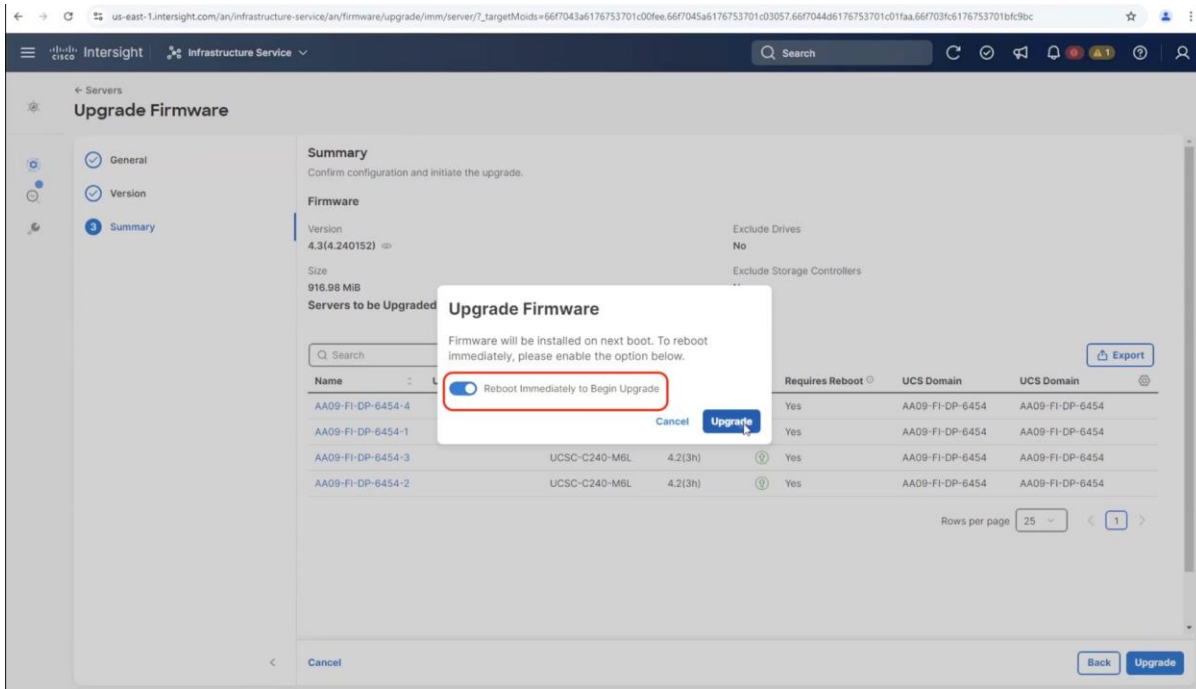 us-east-1.intersight.com/an/infrastructure-service/an/firmware/upgrade/imm/server/?_targetMoids=66f7043a6176753701c00fee,66f7045a6176753701c03057,66f7044d6176753701c01faa,66f703fc6176753701bfc9bc
cisco Intersight Infrastructure Service Search 1
← Servers
Upgrade Firmware
General
Version
3 Summary
Summary
Confirm configuration and initiate the upgrade.
Firmware
Version Exclude Drives
4.3(4.240152) No
Size Exclude Storage Controllers
916.98 MiB
Servers to be Upgraded
Upgrade Firmware
Firmware will be installed on next boot. To reboot
immediately, please enable the option below.
Reboot Immediately to Begin Upgrade
Cancel Upgrade
Search Export
Name U Requires Reboot UCS Domain UCS Domain
AA09-FI-DP-6454-4 Yes AA09-FI-DP-6454 AA09-FI-DP-6454
AA09-FI-DP-6454-1 Yes AA09-FI-DP-6454 AA09-FI-DP-6454
AA09-FI-DP-6454-3 UCSC-C240-M6L 4.2(3h) Yes AA09-FI-DP-6454 AA09-FI-DP-6454
AA09-FI-DP-6454-2 UCSC-C240-M6L 4.2(3h) Yes AA09-FI-DP-6454 AA09-FI-DP-6454
Rows per page 25 1
Cancel Back Upgrade